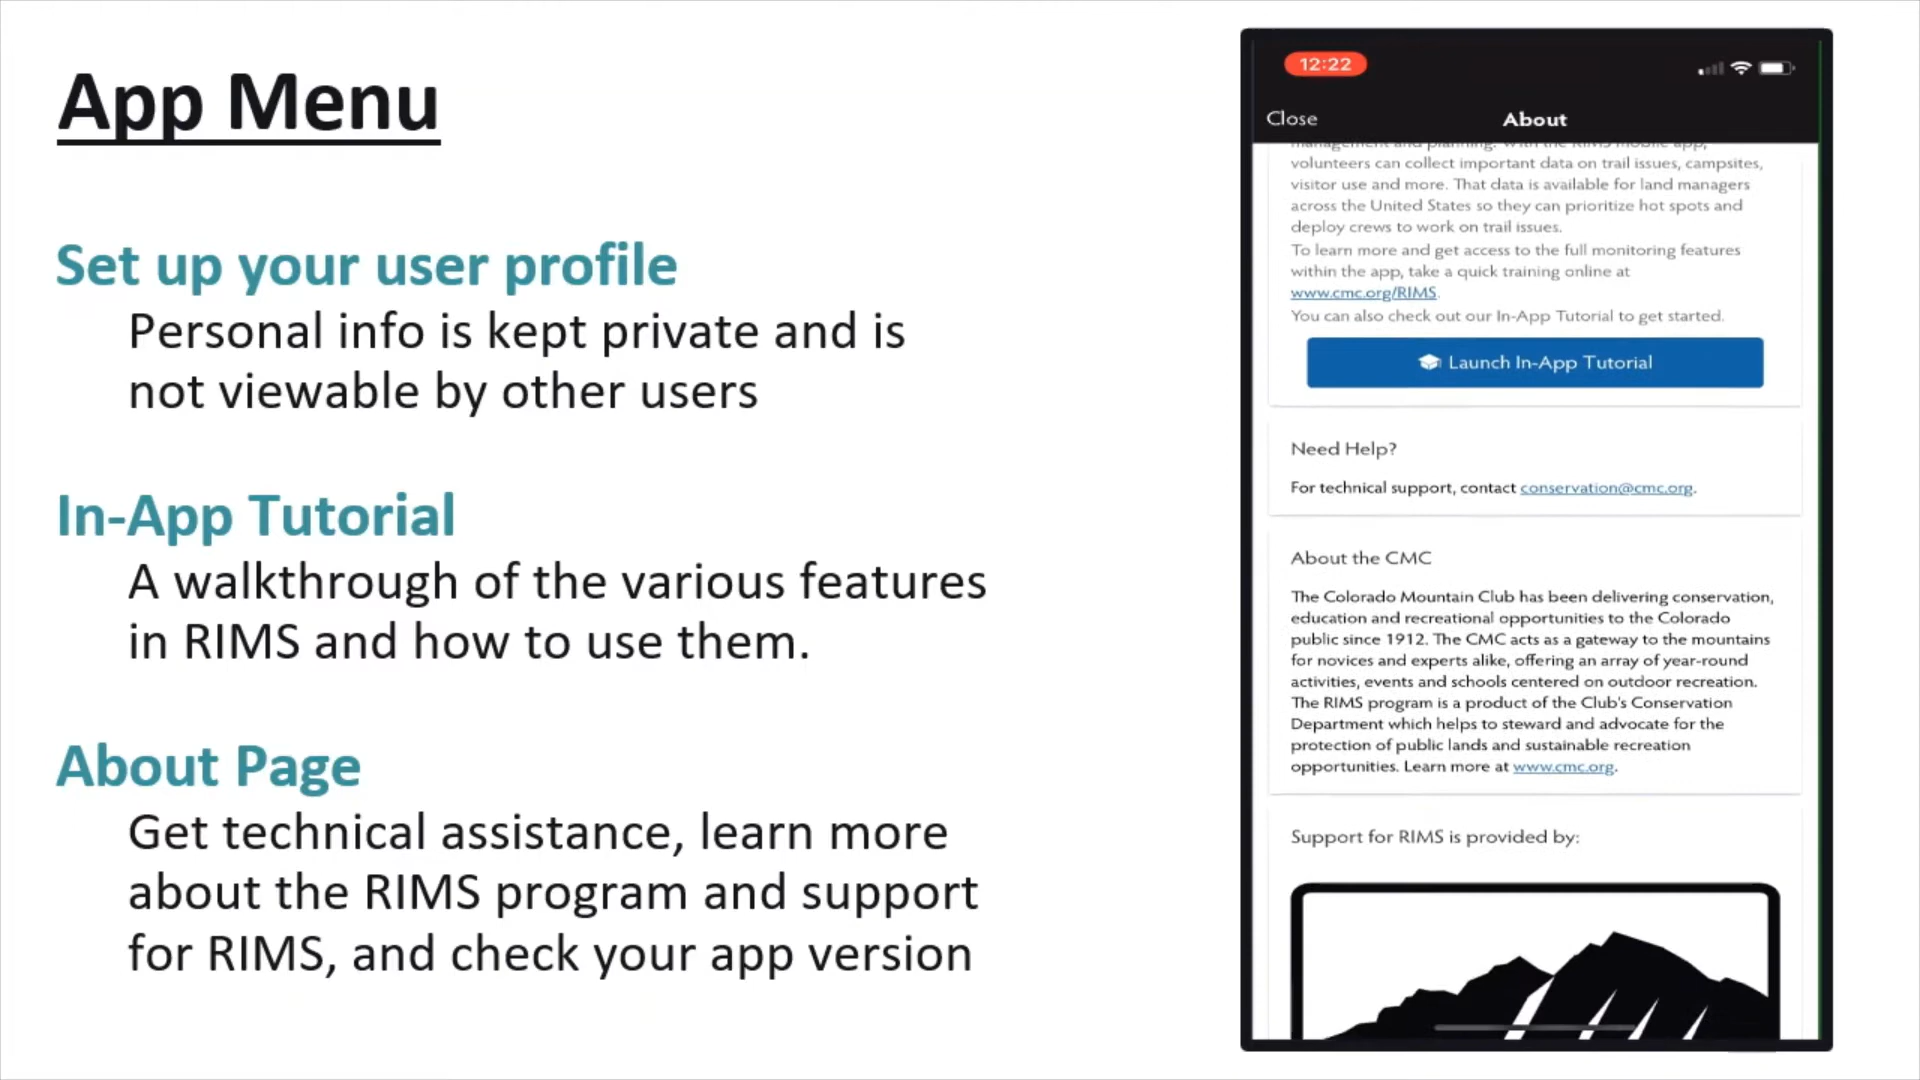 App Menu
Set up your user profile
Personal info is kept private and is
not viewable by other users
In-App Tutorial
A walkthrough of the various features
in RIMS and how to use them.
About Page
Get technical assistance, learn more
about the RIMS program and support
for RIMS, and check your app version
12:22
Close
About
management and planning. With the RIMS mobile app,
volunteers can collect important data on trail issues, campsites,
visitor use and more. That data is available for land managers
across the United States so they can prioritize hot spots and
deploy crews to work on trail issues.
To learn more and get access to the full monitoring features
within the app, take a quick training online at
www.cmc.org/RIMS.
You can also check out our In-App Tutorial to get started.
Launch In-App Tutorial
Need Help?
For technical support, contact conservation@cmc.org.
About the CMC
The Colorado Mountain Club has been delivering conservation,
education and recreational opportunities to the Colorado
public since 1912. The CMC acts as a gateway to the mountains
for novices and experts alike, offering an array of year-round
activities, events and schools centered on outdoor recreation.
The RIMS program is a product of the Club's Conservation
Department which helps to steward and advocate for the
protection of public lands and sustainable recreation
opportunities. Learn more at www.cmc.org.
Support for RIMS is provided by: